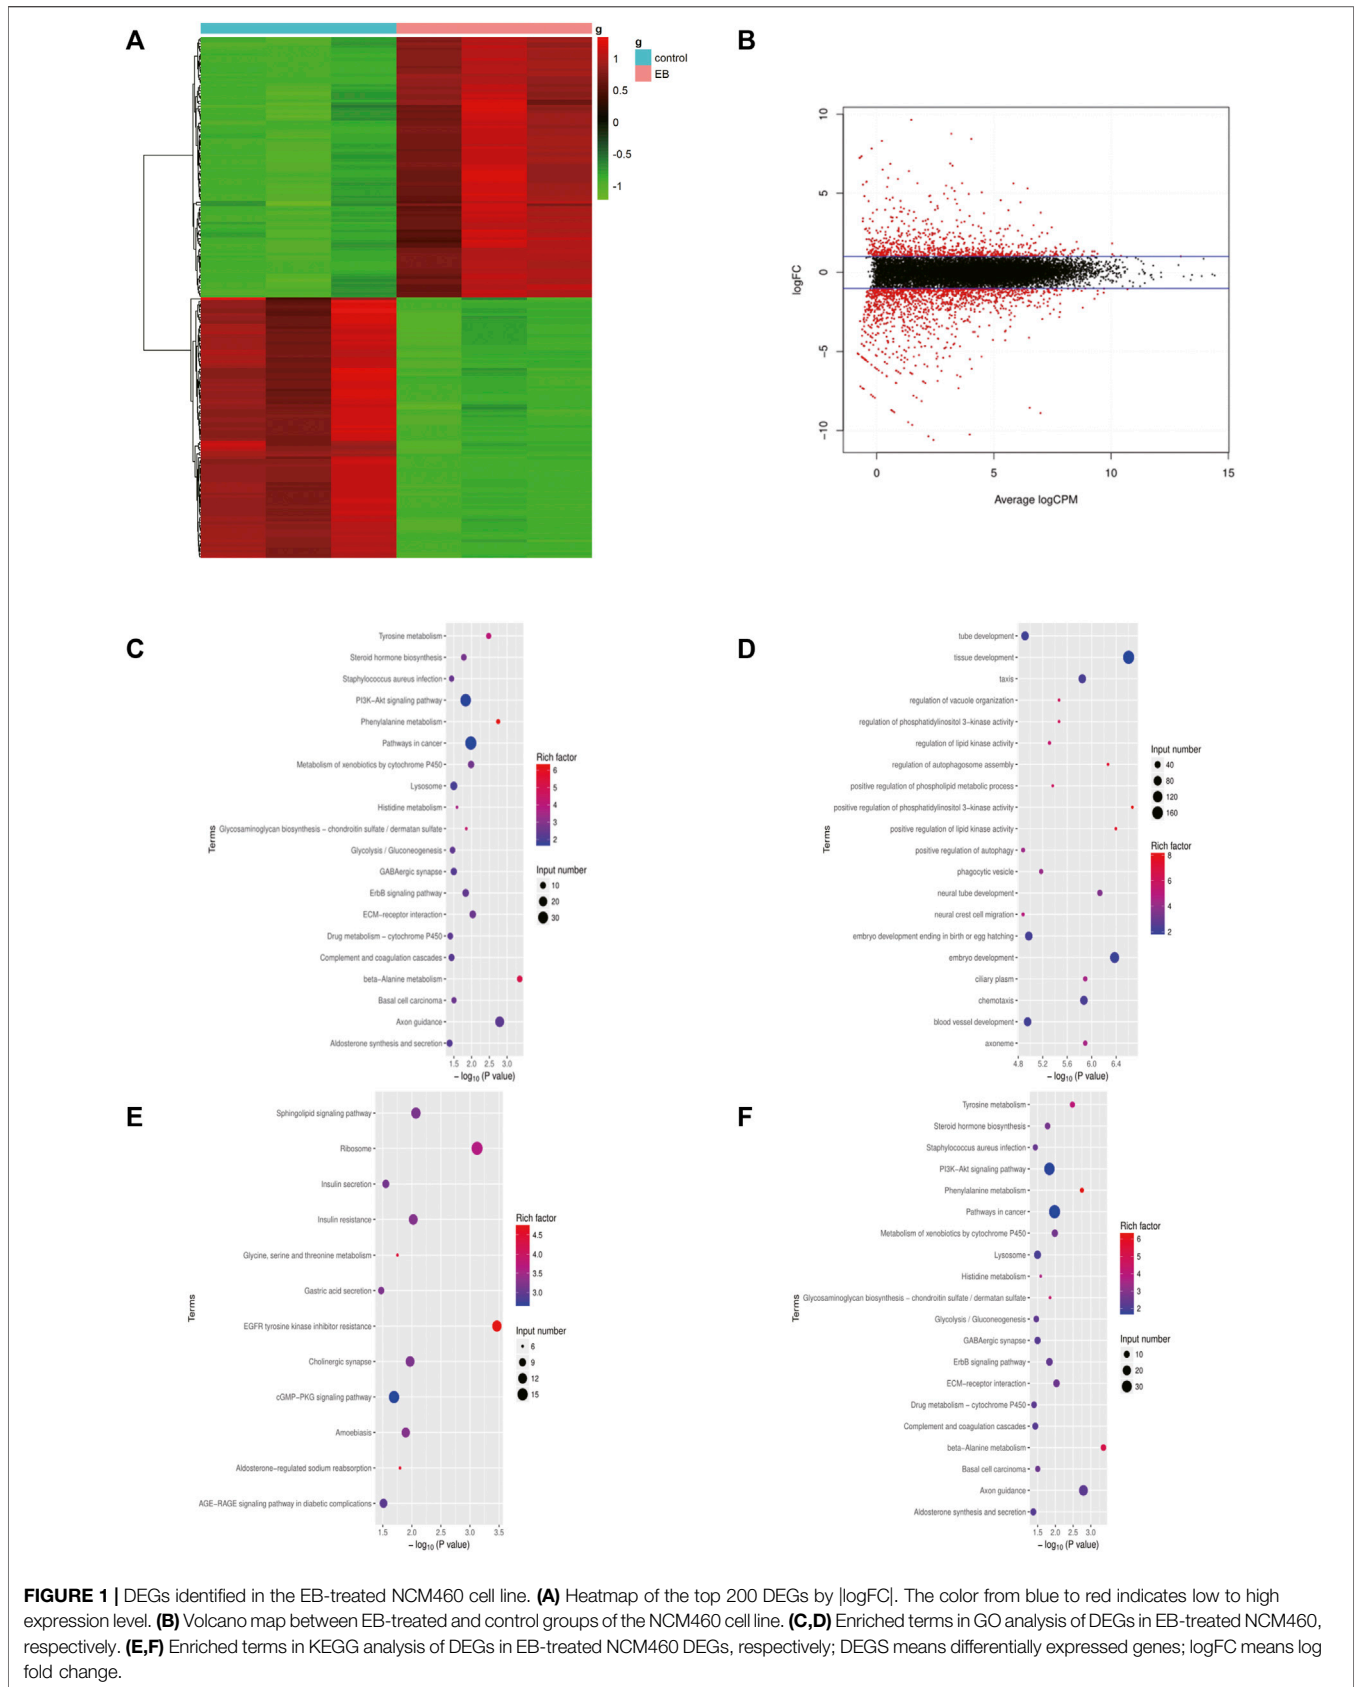 A
g
1
0.5
0
-0.5
-1
g
control
EB
B
10
5
0
−5
−10
logFC
0
5
10
15
Average logCPM
C
Terms
Tyrosine metabolism
Steroid hormone biosynthesis
Staphylococcus aureus infection
PI3K−Akt signaling pathway
Phenylalanine metabolism
Pathways in cancer
Metabolism of xenobiotics by cytochrome P450
Lysosome
Histidine metabolism
Glycosaminoglycan biosynthesis − chondroitin sulfate / dermatan sulfate
Glycolysis / Gluconeogenesis
GABAergic synapse
ErbB signaling pathway
ECM−receptor interaction
Drug metabolism − cytochrome P450
Complement and coagulation cascades
beta−Alanine metabolism
Basal cell carcinoma
Axon guidance
Aldosterone synthesis and secretion
1.5 2.0 2.5 3.0
− log10 (P value)
Rich factor
6
5
4
3
2
Input number
10
20
30
D
Terms
tube development
tissue development
taxis
regulation of vacuole organization
regulation of phosphatidylinositol 3−kinase activity
regulation of lipid kinase activity
regulation of autophagosome assembly
positive regulation of phospholipid metabolic process
positive regulation of phosphatidylinositol 3−kinase activity
positive regulation of lipid kinase activity
positive regulation of autophagy
phagocytic vesicle
neural tube development
neural crest cell migration
embryo development ending in birth or egg hatching
embryo development
ciliary plasm
chemotaxis
blood vessel development
axoneme
4.8 5.2 5.6 6.0 6.4
− log10 (P value)
Input number
40
80
120
160
Rich factor
8
6
4
2
E
Terms
Sphingolipid signaling pathway
Ribosome
Insulin secretion
Insulin resistance
Glycine, serine and threonine metabolism
Gastric acid secretion
EGFR tyrosine kinase inhibitor resistance
Cholinergic synapse
cGMP−PKG signaling pathway
Amoebiasis
Aldosterone−regulated sodium reabsorption
AGE−RAGE signaling pathway in diabetic complications
1.5 2.0 2.5 3.0 3.5
− log10 (P value)
Rich factor
4.5
4.0
3.5
3.0
Input number
6
9
12
15
F
Terms
Tyrosine metabolism
Steroid hormone biosynthesis
Staphylococcus aureus infection
PI3K−Akt signaling pathway
Phenylalanine metabolism
Pathways in cancer
Metabolism of xenobiotics by cytochrome P450
Lysosome
Histidine metabolism
Glycosaminoglycan biosynthesis − chondroitin sulfate / dermatan sulfate
Glycolysis / Gluconeogenesis
GABAergic synapse
ErbB signaling pathway
ECM−receptor interaction
Drug metabolism − cytochrome P450
Complement and coagulation cascades
beta−Alanine metabolism
Basal cell carcinoma
Axon guidance
Aldosterone synthesis and secretion
1.5 2.0 2.5 3.0
− log10 (P value)
Rich factor
6
5
4
3
2
Input number
10
20
30
FIGURE 1 | DEGs identified in the EB-treated NCM460 cell line. (A) Heatmap of the top 200 DEGs by |logFC|. The color from blue to red indicates low to high
expression level. (B) Volcano map between EB-treated and control groups of the NCM460 cell line. (C,D) Enriched terms in GO analysis of DEGs in EB-treated NCM460,
respectively. (E,F) Enriched terms in KEGG analysis of DEGs in EB-treated NCM460 DEGs, respectively; DEGS means differentially expressed genes; logFC means log
fold change.